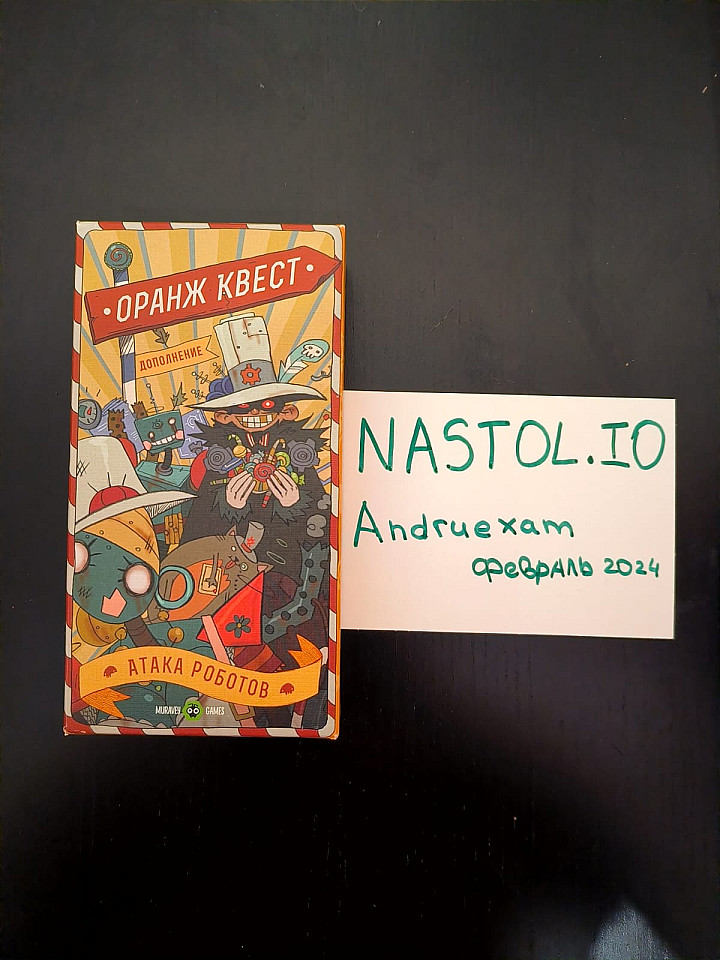 ОРАНЖ КВЕСТ
ДОПОЛНЕНИЕ
АТАКА РОБОТОВ
MURAVEY GAMES
NASTOL.IO
Andruexam
февраль 2024